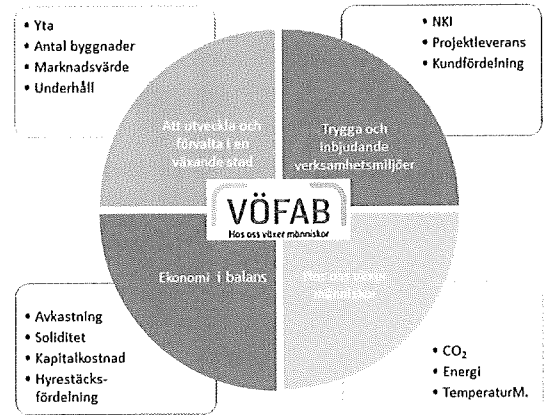 • Yta
• Antal byggnader
• Marknadsvärde
• Underhåll
• NKI
• Projektleverans
• Kundfördelning
Att utveckla och
förvalta i en
växande stad
Trygga och
inbjudande
verksamhetsmiljöer
VÖFAB
Hos oss växer människor
Ekonomi i balans
Hos oss växer
människor
• Avkastning
• Soliditet
• Kapitalkostnad
• Hyrestäcks-
fördelning
• CO₂
• Energi
• TemperaturM.